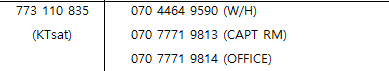 773 110 835
(KTsat)
070 4464 9590 (W/H)
070 7771 9813 (CAPT RM)
070 7771 9814 (OFFICE)